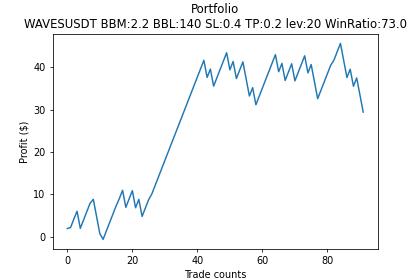 Portfolio
WAVESUSDT BBM:2.2 BBL:140 SL:0.4 TP:0.2 lev:20 WinRatio:73.0
40
30
20
10
0
Profit ($)
0 20 40 60 80
Trade counts